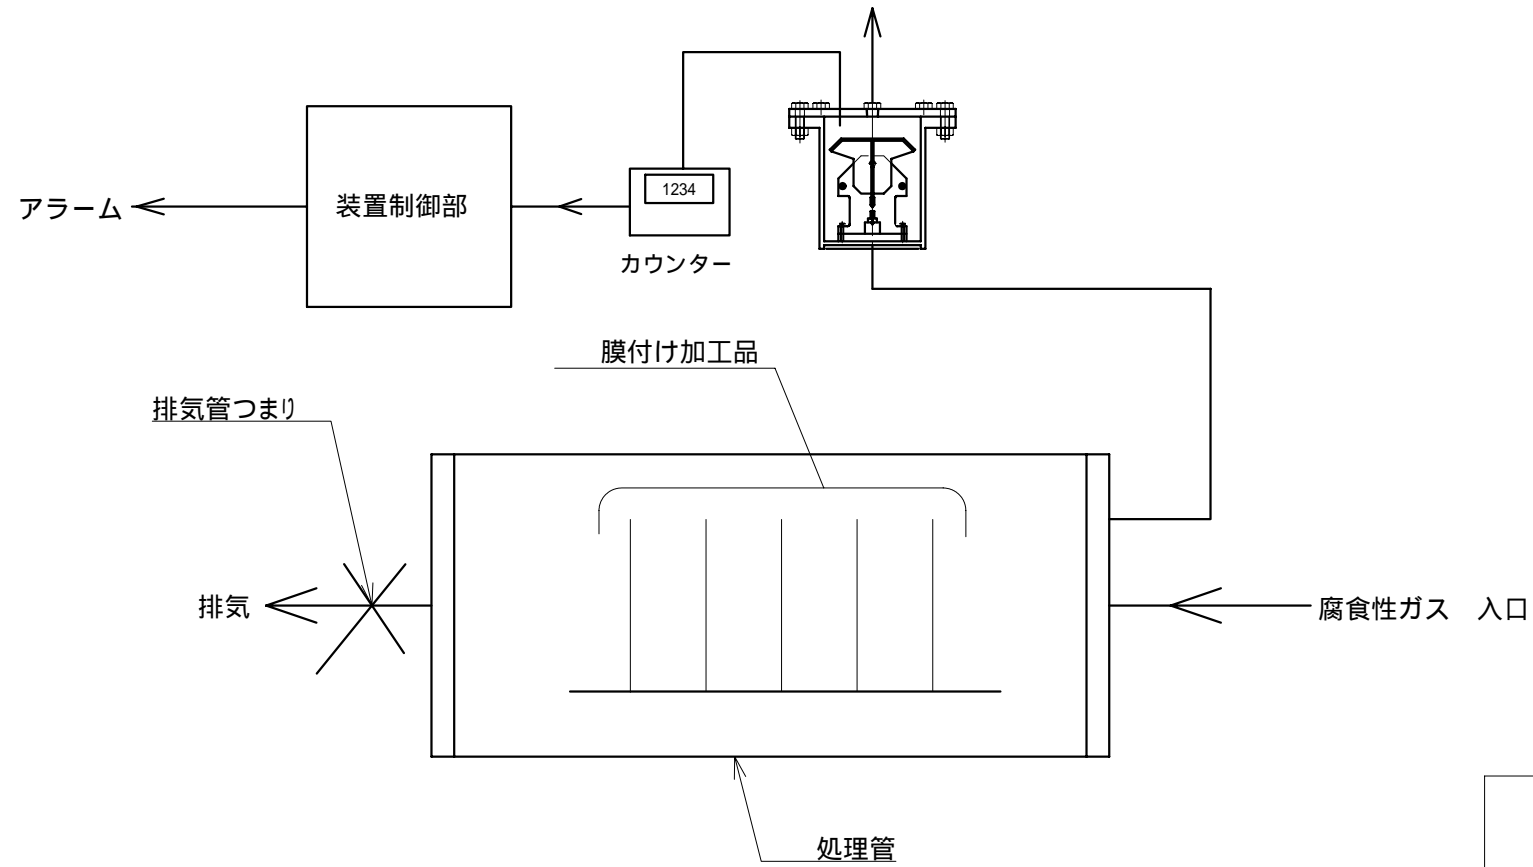 1234
アラーム
装置制御部
カウンター
膜付け加工品
排気管つまり
排気
腐食性ガス　入口
処理管